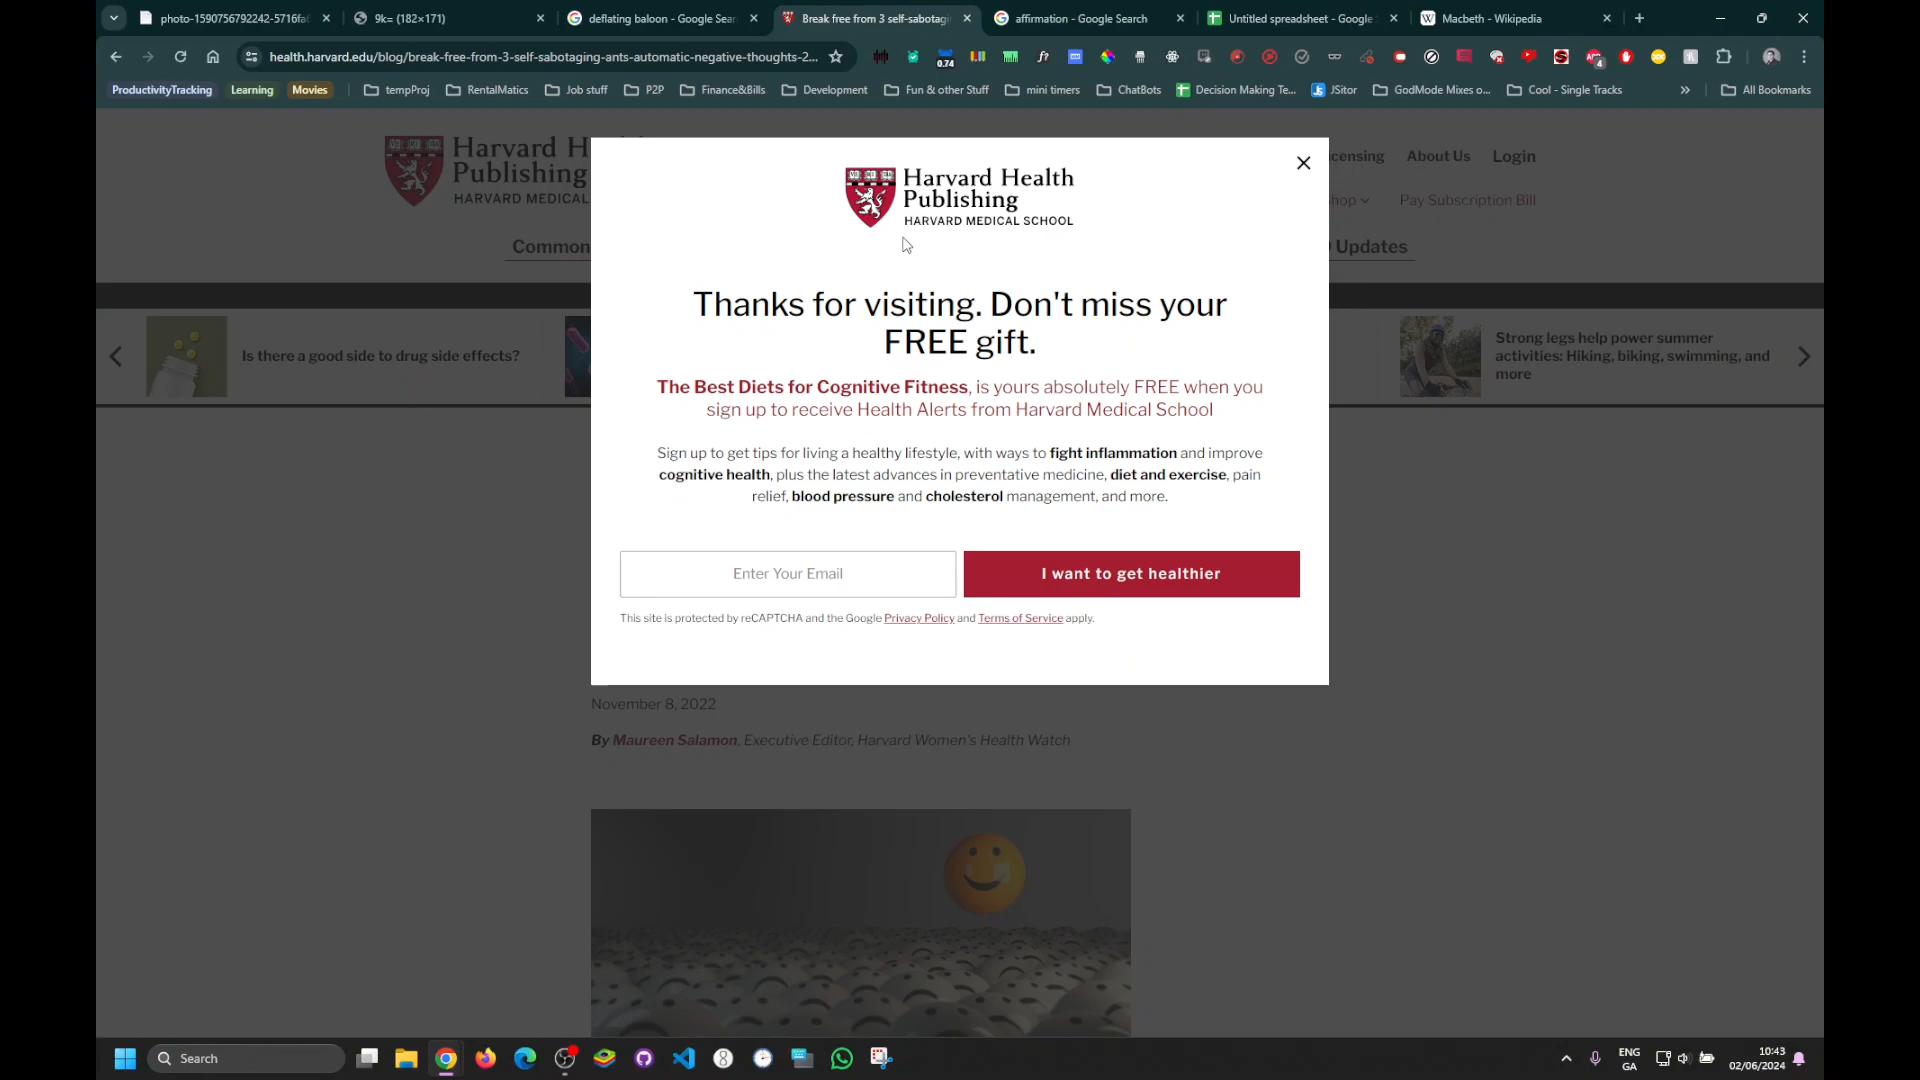 photo-1590756792242-5716fa
9k= (182×171)
deflating baloon - Google Sear
Break free from 3 self-sabotagi
affirmation - Google Search
Untitled spreadsheet - Google
Macbeth - Wikipedia
health.harvard.edu/blog/break-free-from-3-self-sabotaging-ants-automatic-negative-thoughts-2...
0.74
4
ProductivityTracking
Learning
Movies
tempProj
RentalMatics
Job stuff
P2P
Finance&Bills
Development
Fun & other Stuff
mini timers
ChatBots
Decision Making Te...
JSitor
GodMode Mixes o...
Cool - Single Tracks
»
All Bookmarks
Harvard H
Publishing
HARVARD MEDICAL
icensing
About Us
Login
hop
Pay Subscription Bill
Common
Updates
Harvard Health
Publishing
HARVARD MEDICAL SCHOOL
Is there a good side to drug side effects?
Strong legs help power summer
activities: Hiking, biking, swimming, and
more
Thanks for visiting. Don't miss your
FREE gift.
The Best Diets for Cognitive Fitness, is yours absolutely FREE when you
sign up to receive Health Alerts from Harvard Medical School
Sign up to get tips for living a healthy lifestyle, with ways to fight inflammation and improve
cognitive health, plus the latest advances in preventative medicine, diet and exercise, pain
relief, blood pressure and cholesterol management, and more.
Enter Your Email
I want to get healthier
This site is protected by reCAPTCHA and the Google Privacy Policy and Terms of Service apply.
November 8, 2022
By Maureen Salamon, Executive Editor, Harvard Women's Health Watch
Search
ENG
GA
10:43
02/06/2024